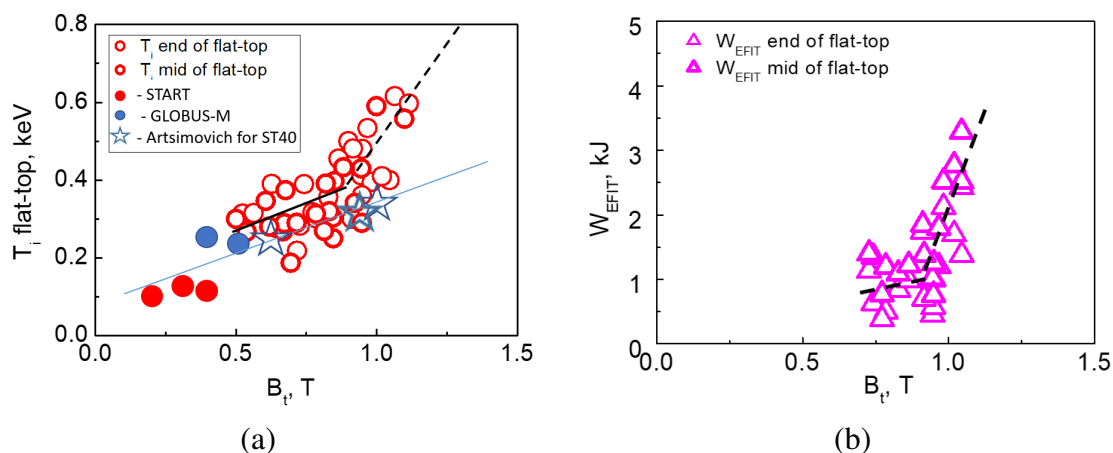 T_i end of flat-top
T_i mid of flat-top
- START
- GLOBUS-M
- Artsimovich for ST40
T_i flat-top, keV
0.8
0.6
0.4
0.2
0.0
0.0
0.5
1.0
1.5
B_t, T
(a)
W_EFIT end of flat-top
W_EFIT mid of flat-top
W_EFIT, kJ
5
4
3
2
1
0
0.0
0.5
1.0
1.5
B_t, T
(b)